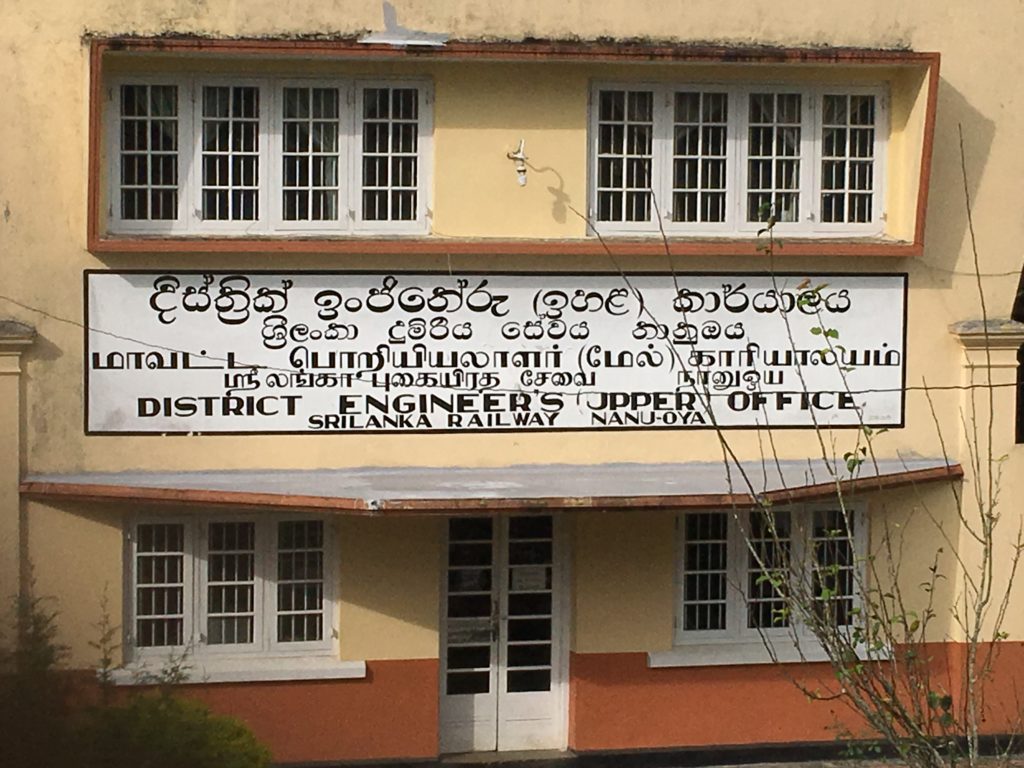 දිස්ත්‍රික් ඉංජිනේරු (ඉහළ) කාර්යාලය
ශ්‍රීලංකා දුම්රිය සේවය නානුඔය
மாவட்ட பொறியியலாளர் (மேல்) காரியாலயம்
ஸ்ரீ லங்கா புகையிரத சேவை நானுஓய
DISTRICT ENGINEER'S (UPPER) OFFICE
SRILANKA RAILWAY NANU-OYA